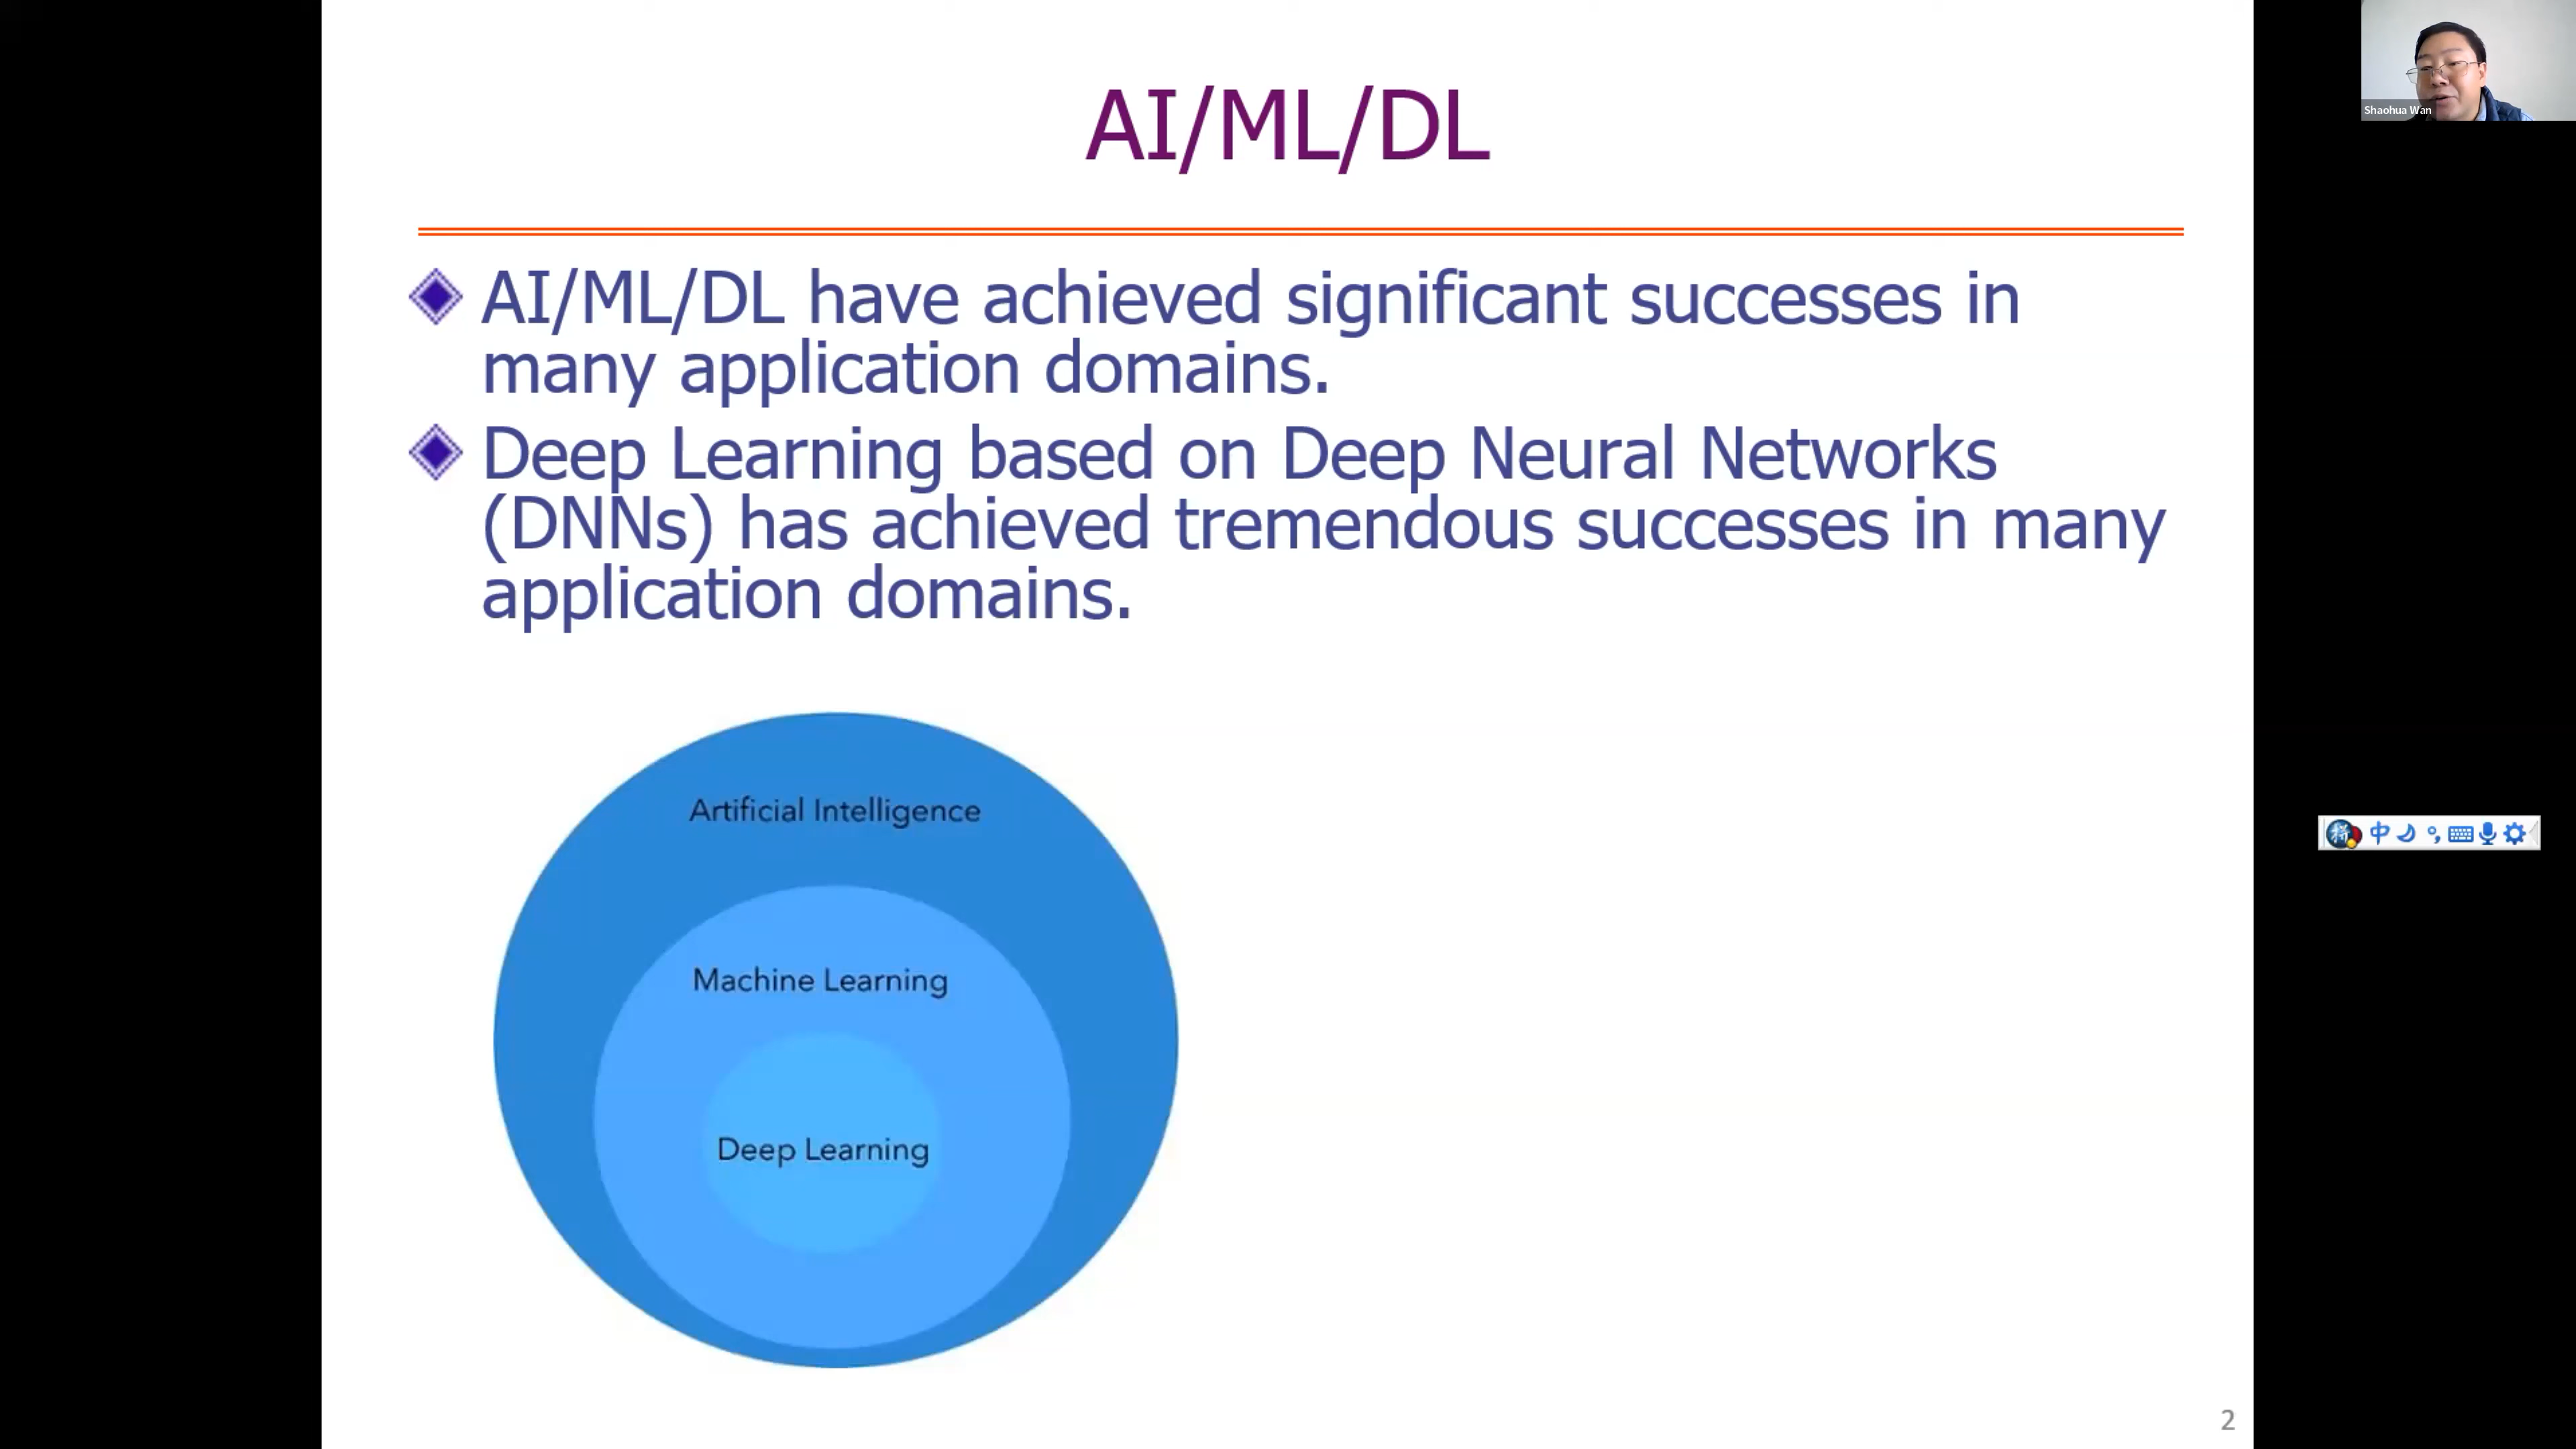 AI/ML/DL
Shaohua Wan
AI/ML/DL have achieved significant successes in
many application domains.
Deep Learning based on Deep Neural Networks
(DNNs) has achieved tremendous successes in many
application domains.
Artificial Intelligence
拼 中
Machine Learning
Deep Learning
2